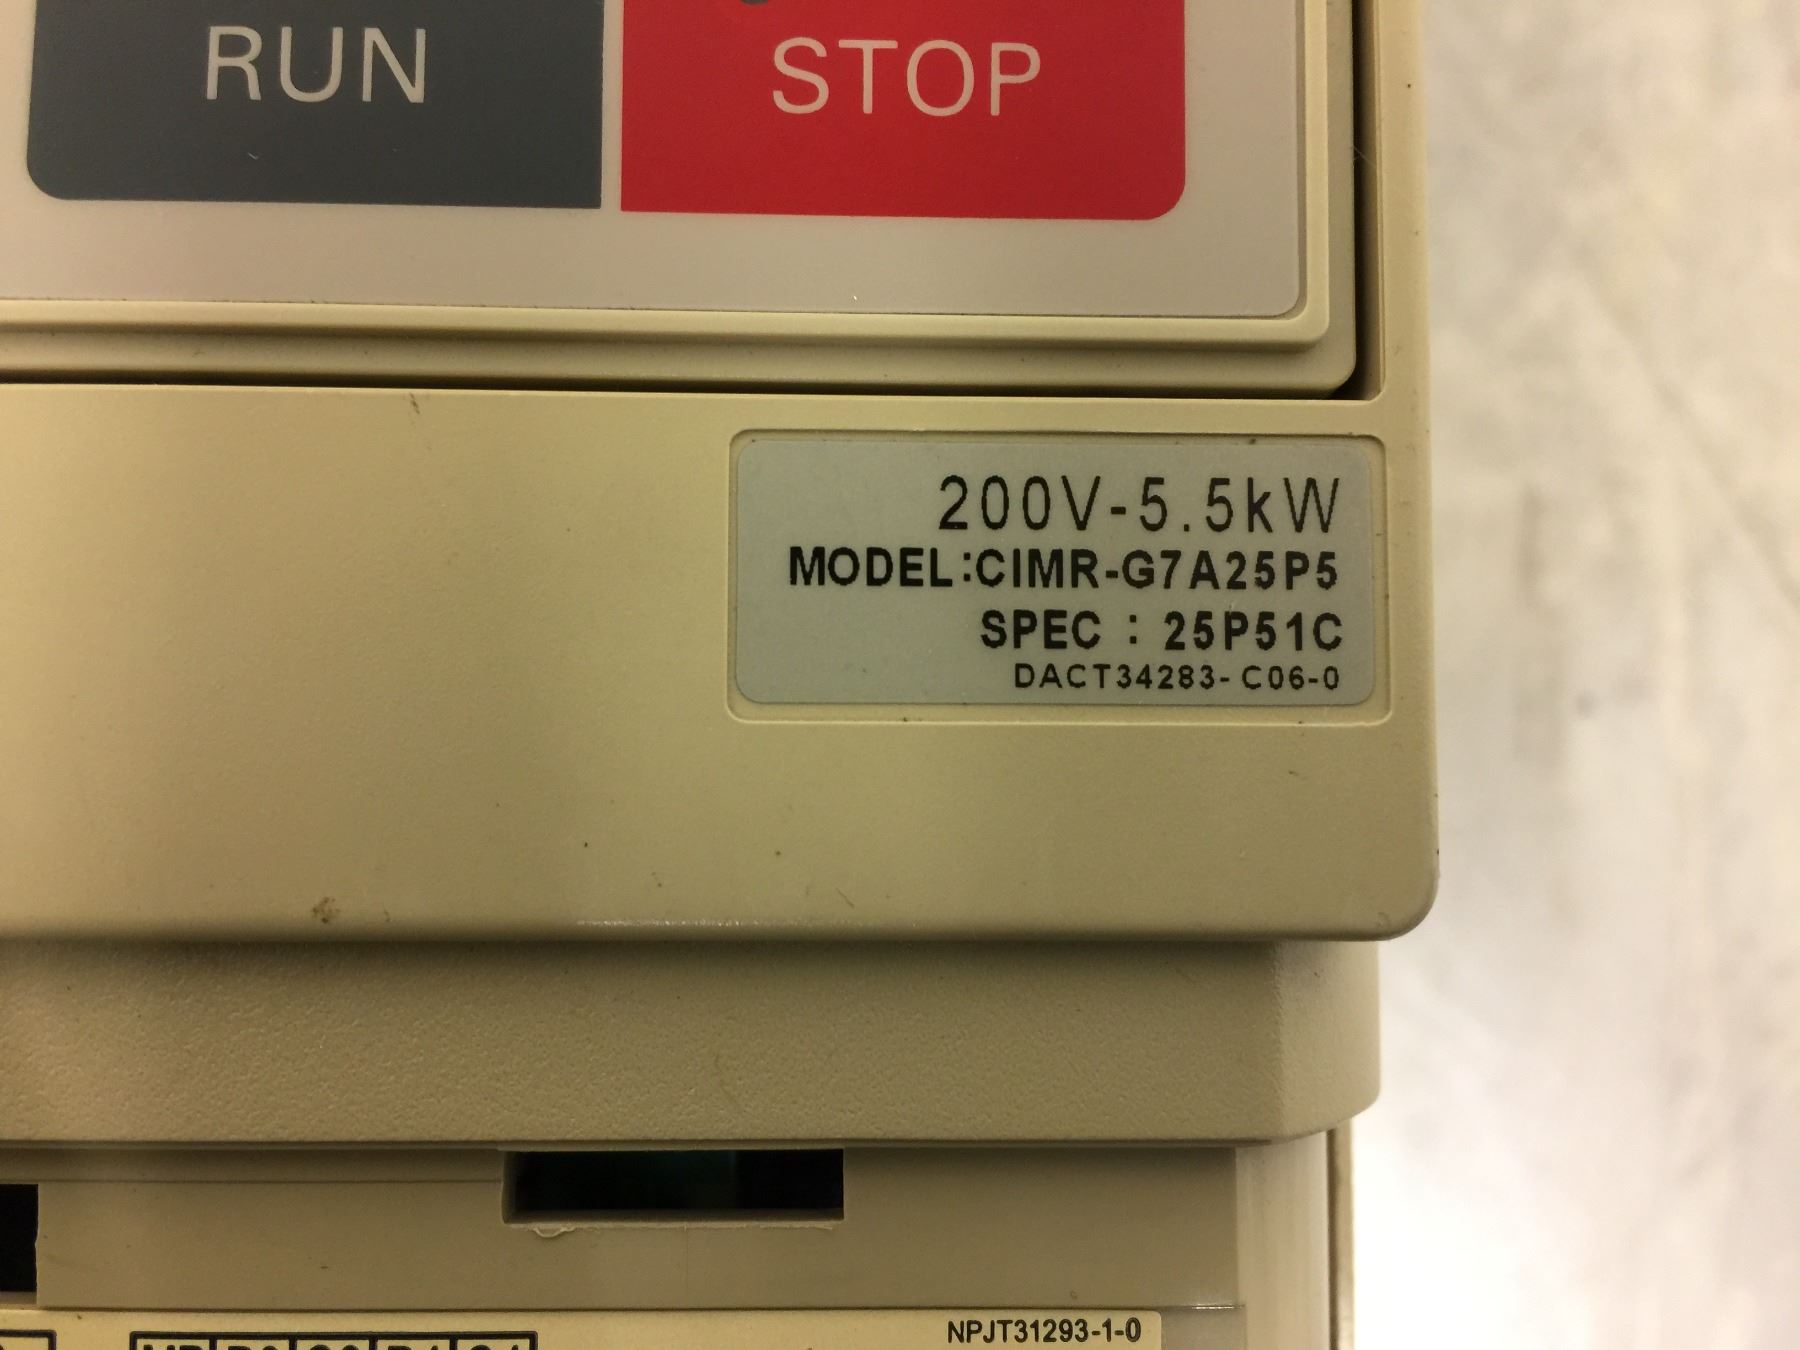 RUN
STOP
200V-5.5kW
MODEL:CIMR-G7A25P5
SPEC : 25P51C
DACT34283-C06-0
NPJT31293-1-0